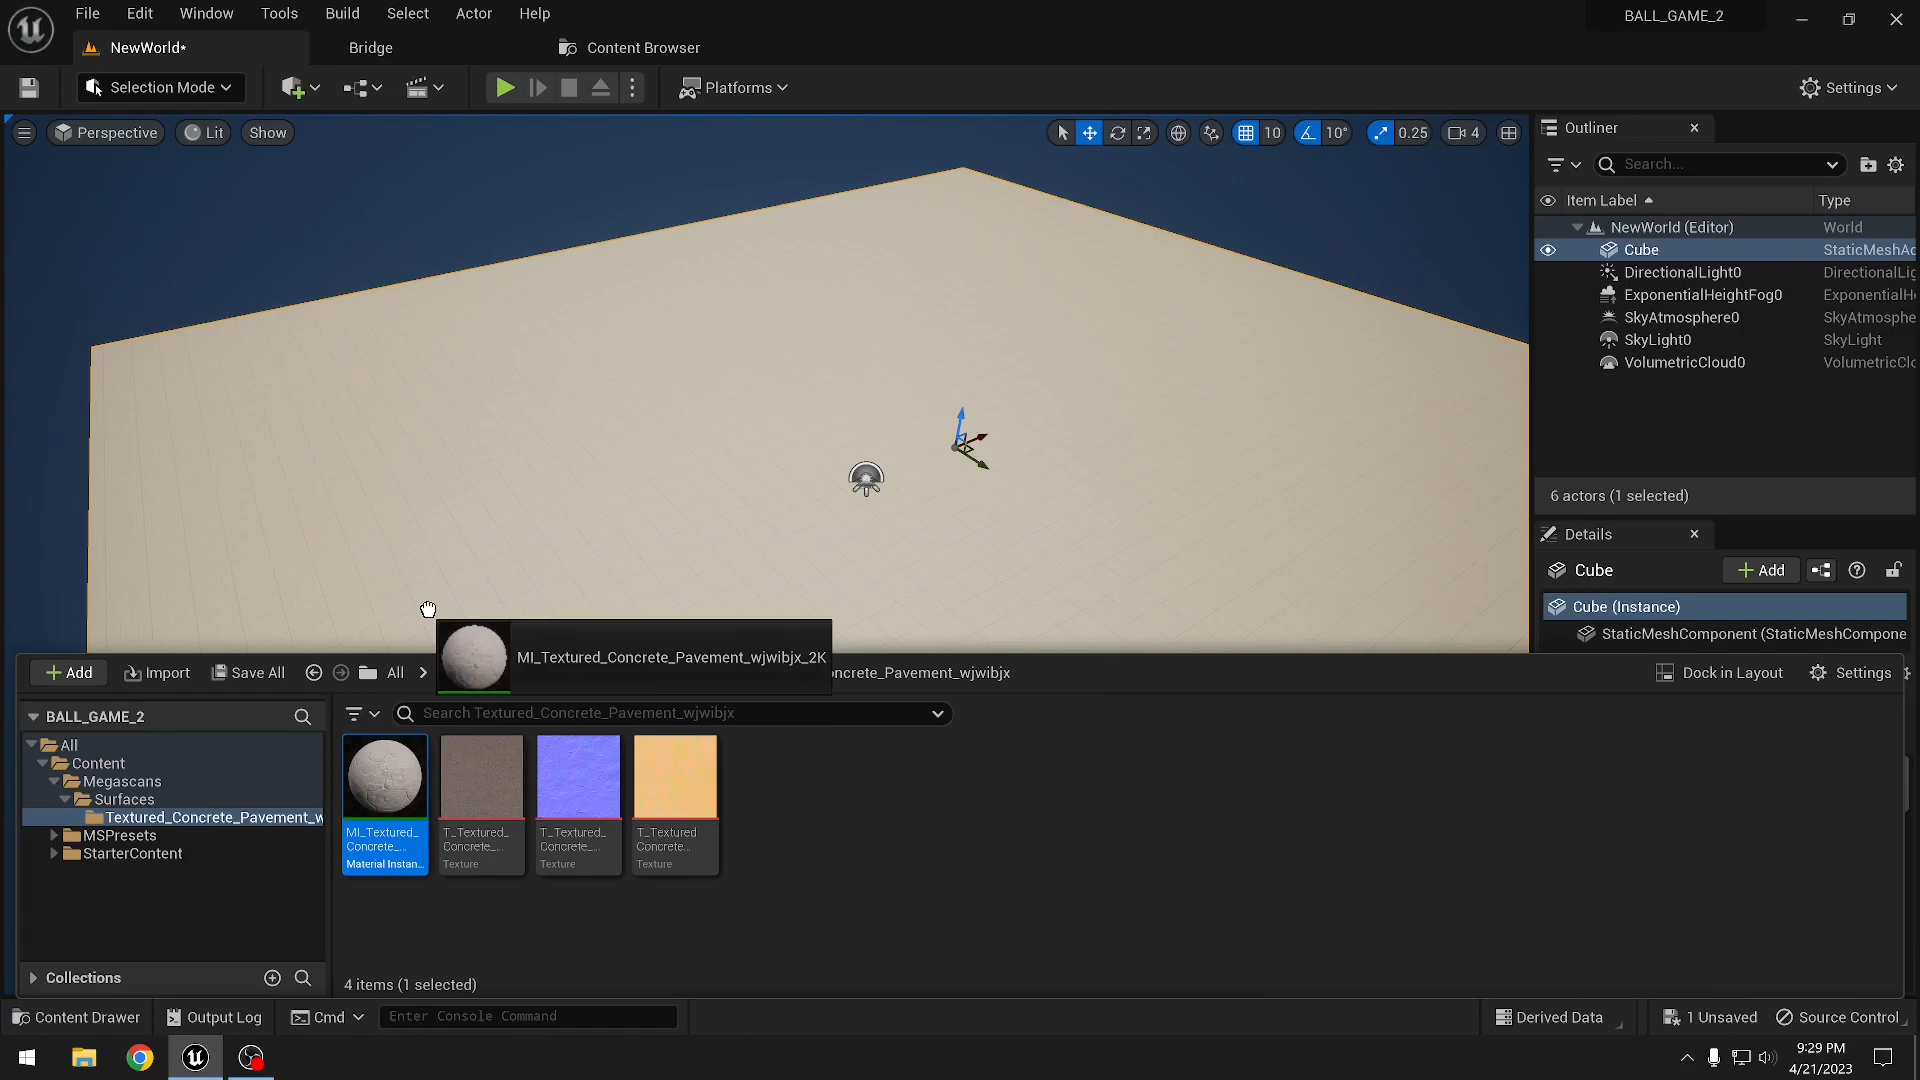 File Edit Window Tools Build Select Actor Help
BALL_GAME_2
NewWorld*
Bridge
Content Browser
Selection Mode
Platforms
Settings
Perspective
Lit
Show
10
10°
0.25
4
Outliner
Search...
Item Label
Type
NewWorld (Editor)
World
Cube
StaticMeshAc
DirectionalLight0
DirectionalLig
ExponentialHeightFog0
ExponentialH
SkyAtmosphere0
SkyAtmosphe
SkyLight0
SkyLight
VolumetricCloud0
VolumetricClo
6 actors (1 selected)
Details
Cube
Add
Cube (Instance)
StaticMeshComponent (StaticMeshCompone
Add
Import
Save All
All
MI_Textured_Concrete_Pavement_wjwibjx_2K
ncrete_Pavement_wjwibjx
Dock in Layout
Settings
BALL_GAME_2
Search Textured_Concrete_Pavement_wjwibjx
All
Content
Megascans
Surfaces
Textured_Concrete_Pavement_w
MSPresets
StarterContent
MI_Textured_
Concrete_...
Material Instan...
T_Textured_
Concrete_...
Texture
T_Textured_
Concrete_...
Texture
T_Textured
Concrete...
Texture
Collections
4 items (1 selected)
Content Drawer
Output Log
Cmd
Enter Console Command
Derived Data
1 Unsaved
Source Control
9:29 PM
4/21/2023